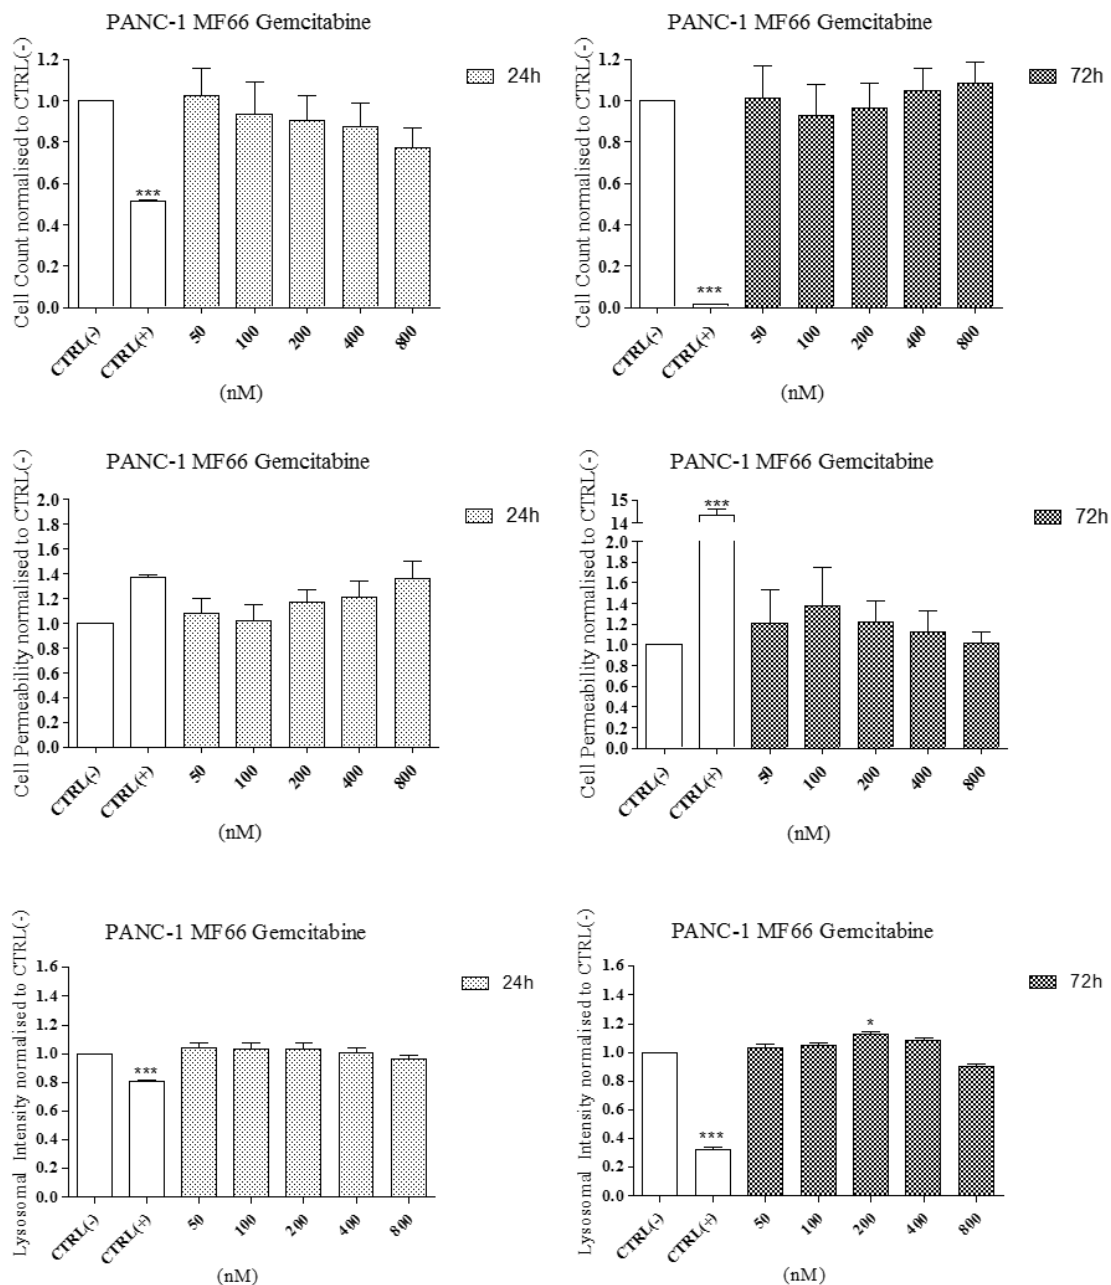 PANC-1 MF66 Gemcitabine
Cell Count normalised to CTRL(-)
1.2
1.0
0.8
0.6
0.4
0.2
0.0
***
CTRL(-) CTRL(+) 50 100 200 400 800
(nM)
24h
PANC-1 MF66 Gemcitabine
Cell Count normalised to CTRL(-)
1.2
1.0
0.8
0.6
0.4
0.2
0.0
***
CTRL(-) CTRL(+) 50 100 200 400 800
(nM)
72h
PANC-1 MF66 Gemcitabine
Cell Permeability normalised to CTRL(-)
2.0
1.8
1.6
1.4
1.2
1.0
0.8
0.6
0.4
0.2
0.0
CTRL(-) CTRL(+) 50 100 200 400 800
(nM)
24h
PANC-1 MF66 Gemcitabine
Cell Permeability normalised to CTRL(-)
15
14
2.0
1.8
1.6
1.4
1.2
1.0
0.8
0.6
0.4
0.2
0.0
***
CTRL(-) CTRL(+) 50 100 200 400 800
(nM)
72h
PANC-1 MF66 Gemcitabine
Lysosomal Intensity normalised to CTRL(-)
1.6
1.4
1.2
1.0
0.8
0.6
0.4
0.2
0.0
***
CTRL(-) CTRL(+) 50 100 200 400 800
(nM)
24h
PANC-1 MF66 Gemcitabine
Lysosomal Intensity normalised to CTRL(-)
1.6
1.4
1.2
1.0
0.8
0.6
0.4
0.2
0.0
***
*
CTRL(-) CTRL(+) 50 100 200 400 800
(nM)
72h